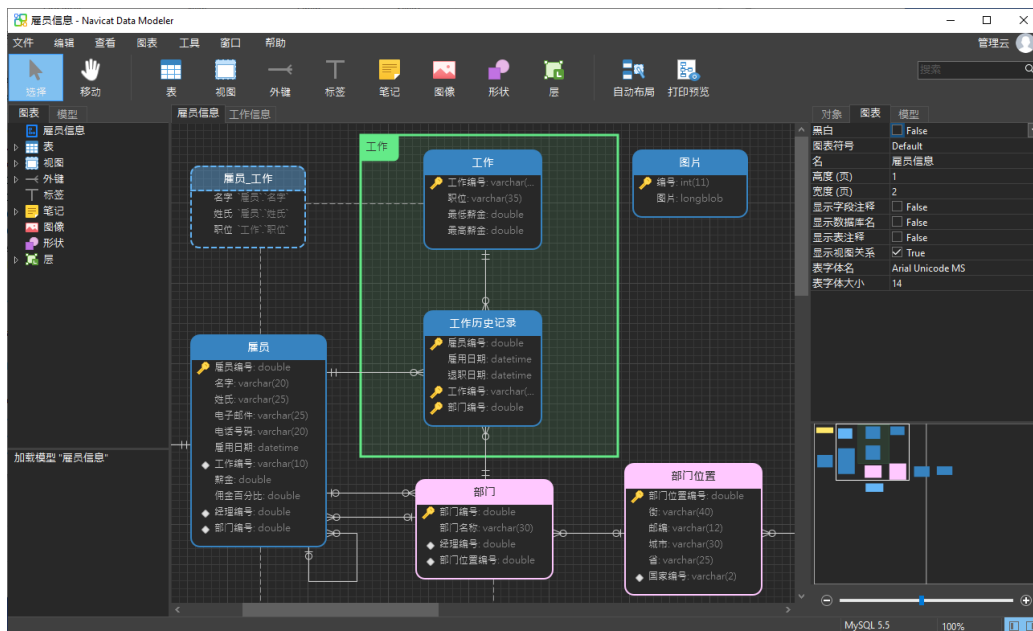 雇员信息 - Navicat Data Modeler
文件 编辑 查看 图表 工具 窗口 帮助
管理云
选择 移动 表 视图 外键 标签 笔记 图像 形状 层 自动布局 打印预览
搜索
图表 模型
雇员信息
表
视图
外键
标签
笔记
图像
形状
层
加载模型 "雇员信息"
雇员信息 工作信息
雇员_工作
名字 "雇员"."名字"
姓氏 "雇员"."姓氏"
职位 "工作"."职位"
工作
工作
工作编号: varchar(...
职位: varchar(35)
最低薪金: double
最高薪金: double
图片
编号: int(11)
图片: longblob
工作历史记录
雇员编号: double
雇用日期: datetime
退职日期: datetime
工作编号: varchar(...
部门编号: double
雇员
雇员编号: double
名字: varchar(20)
姓氏: varchar(25)
电子邮件: varchar(25)
电话号码: varchar(20)
雇用日期: datetime
工作编号: varchar(10)
薪金: double
佣金百分比: double
经理编号: double
部门编号: double
部门
部门编号: double
部门名称: varchar(30)
经理编号: double
部门位置编号: double
部门位置
部门位置编号: double
街: varchar(40)
邮编: varchar(12)
城市: varchar(30)
省: varchar(25)
国家编号: varchar(2)
对象 图表 模型
黑白 False
图表符号 Default
名 雇员信息
高度 (页) 1
宽度 (页) 2
显示字段注释 False
显示数据库名 False
显示表注释 False
显示视图关系 True
表字体名 Arial Unicode MS
表字体大小 14
MySQL 5.5 100%